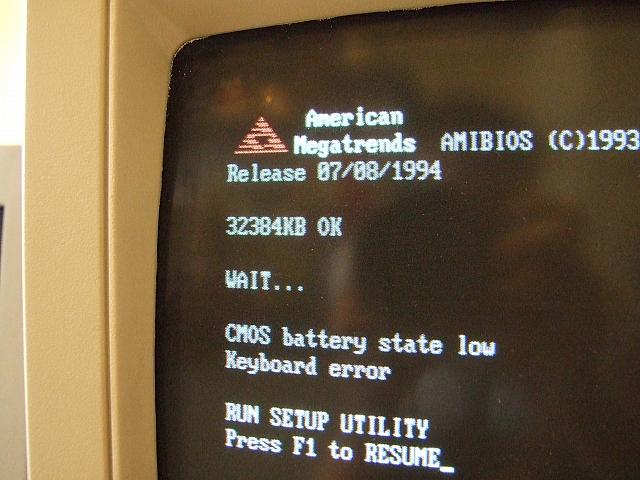 American
Megatrends AMIBIOS (C)1993
Release 07/08/1994
32384KB OK
WAIT...
CMOS battery state low
Keyboard error
RUN SETUP UTILITY
Press F1 to RESUME_